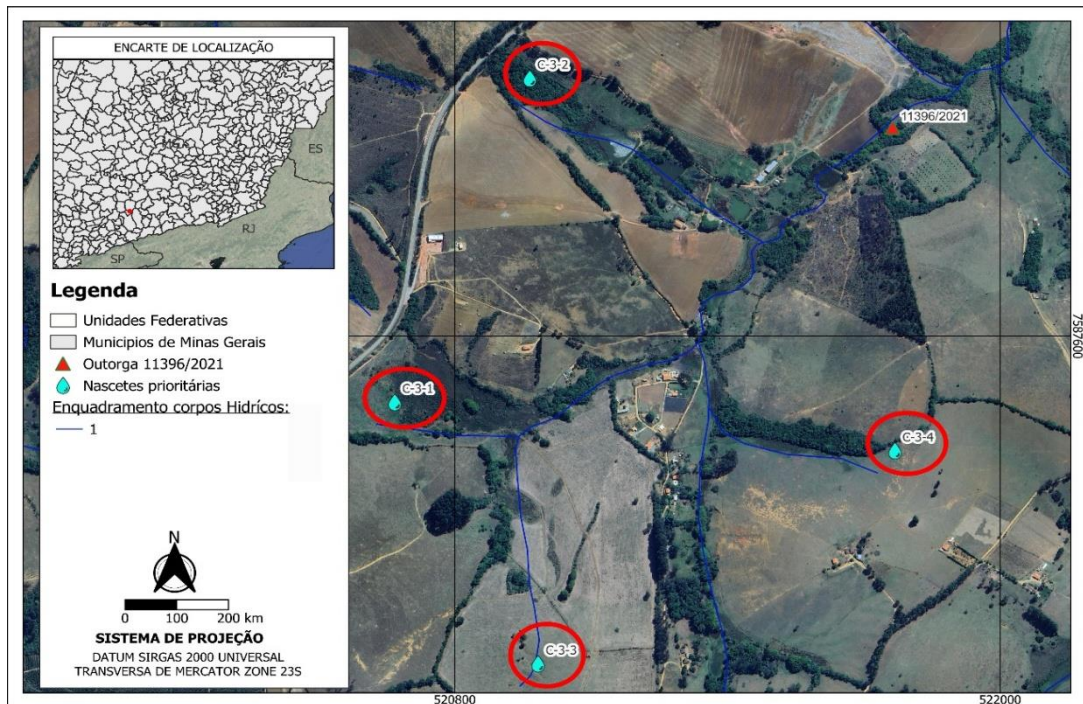 ENCARTE DE LOCALIZAÇÃO
ES
RJ
SP
Legenda
Unidades Federativas
Municipios de Minas Gerais
Outorga 11396/2021
Nascetes prioritárias
Enquadramento corpos Hidrícos:
1
N
0 100 200 km
SISTEMA DE PROJEÇÃO
DATUM SIRGAS 2000 UNIVERSAL
TRANSVERSA DE MERCATOR ZONE 23S
C-3-2
11396/2021
C-3-1
C-3-4
C-3-3
7587600
520800
522000